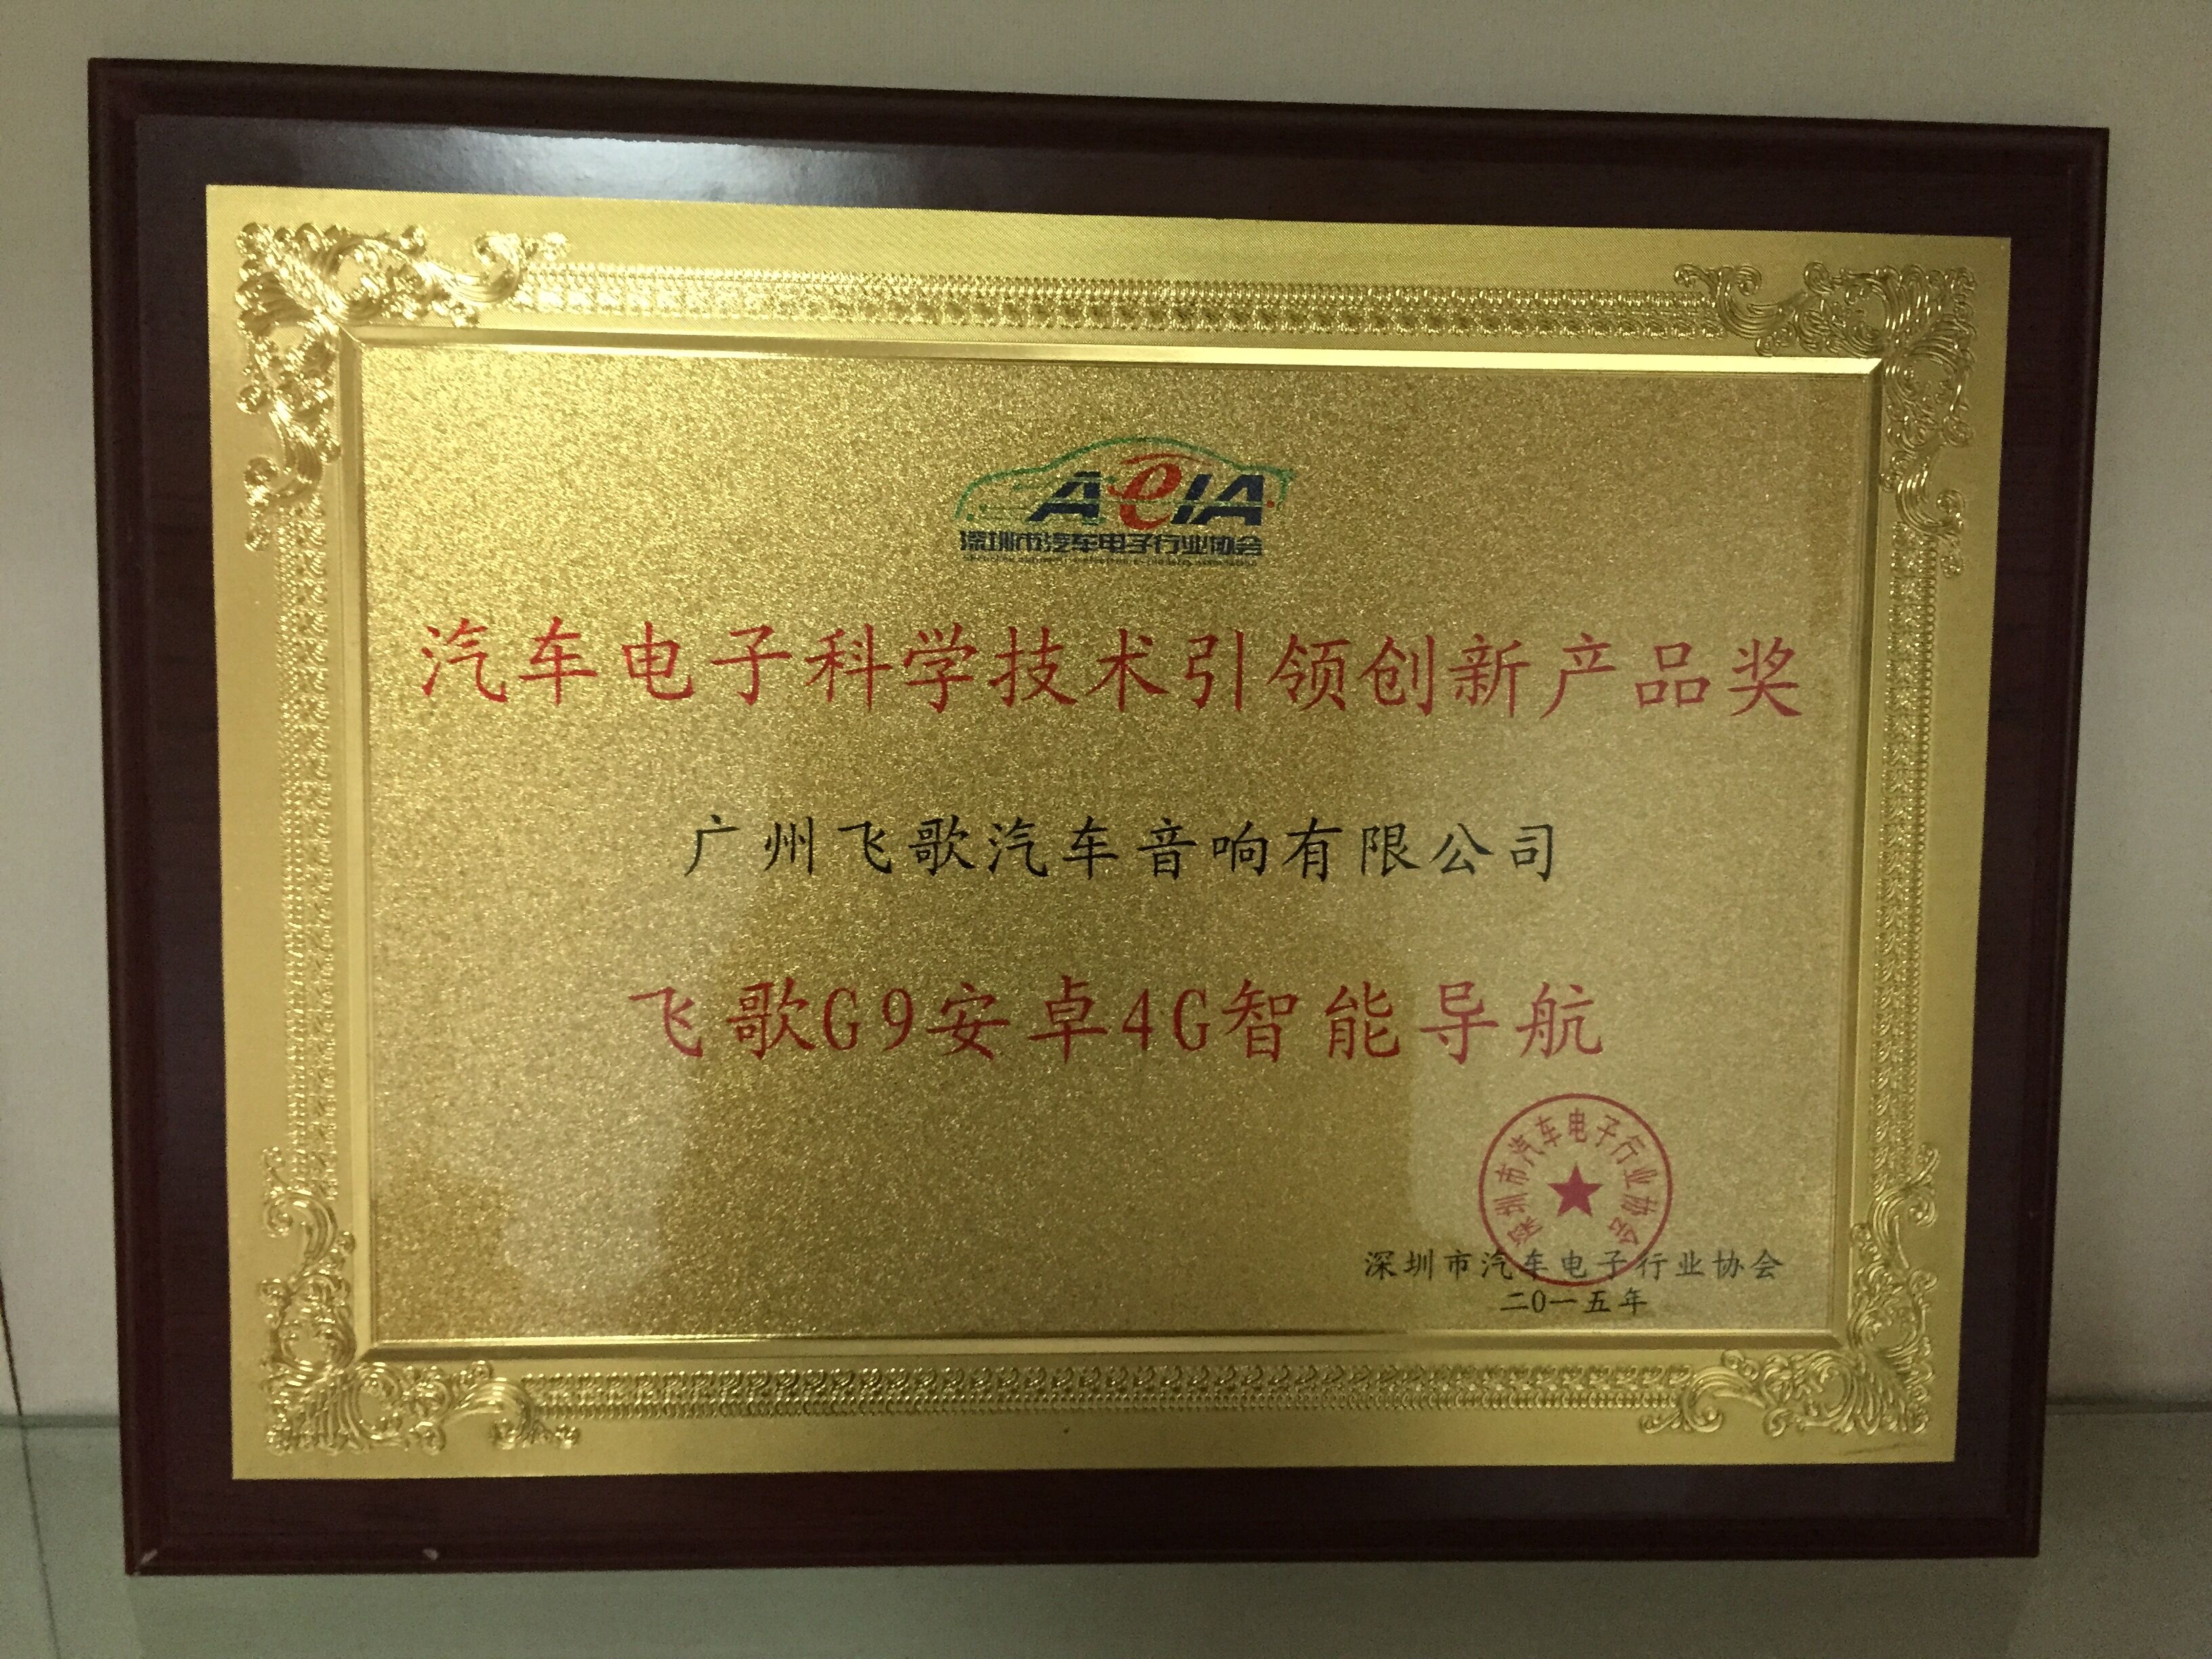 AeIA
深圳市汽车电子行业协会
汽车电子科学技术引领创新产品奖
广州飞歌汽车音响有限公司
飞歌G9安卓4G智能导航
深圳市汽车电子行业协会
深圳市汽车电子行业协会
二0一五年